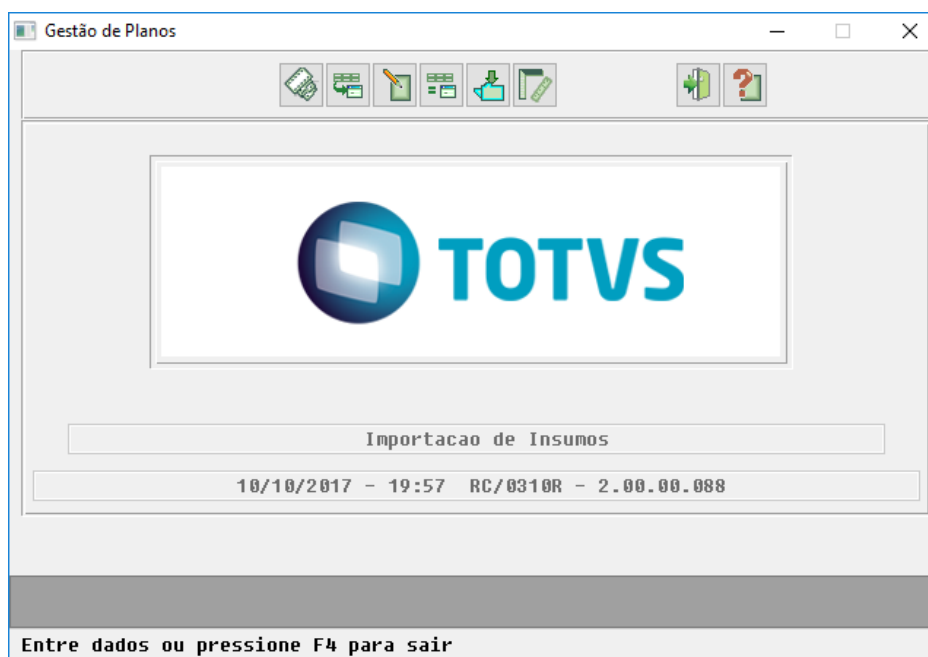 Gestão de Planos
TOTVS
Importacao de Insumos
10/10/2017 - 19:57 RC/0310R - 2.00.00.088
Entre dados ou pressione F4 para sair